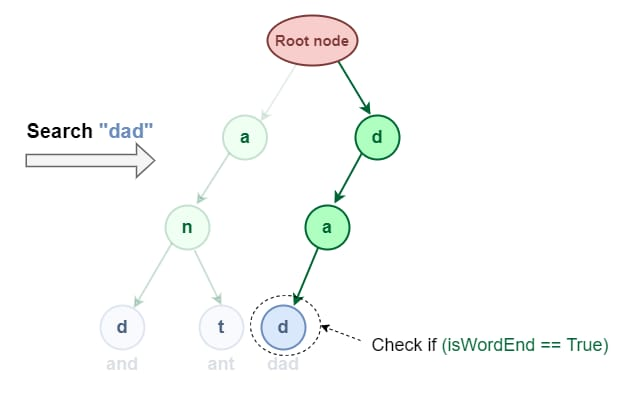 Root node
a
d
Search "dad"
n
a
d
t
d
Check if (isWordEnd == True)
and
ant
dad